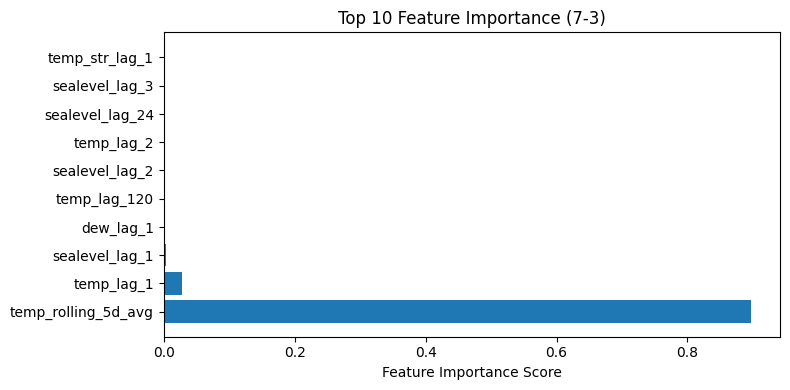 Top 10 Feature Importance (7-3)
temp_str_lag_1
sealevel_lag_3
sealevel_lag_24
temp_lag_2
sealevel_lag_2
temp_lag_120
dew_lag_1
sealevel_lag_1
temp_lag_1
temp_rolling_5d_avg
0.0 0.2 0.4 0.6 0.8
Feature Importance Score